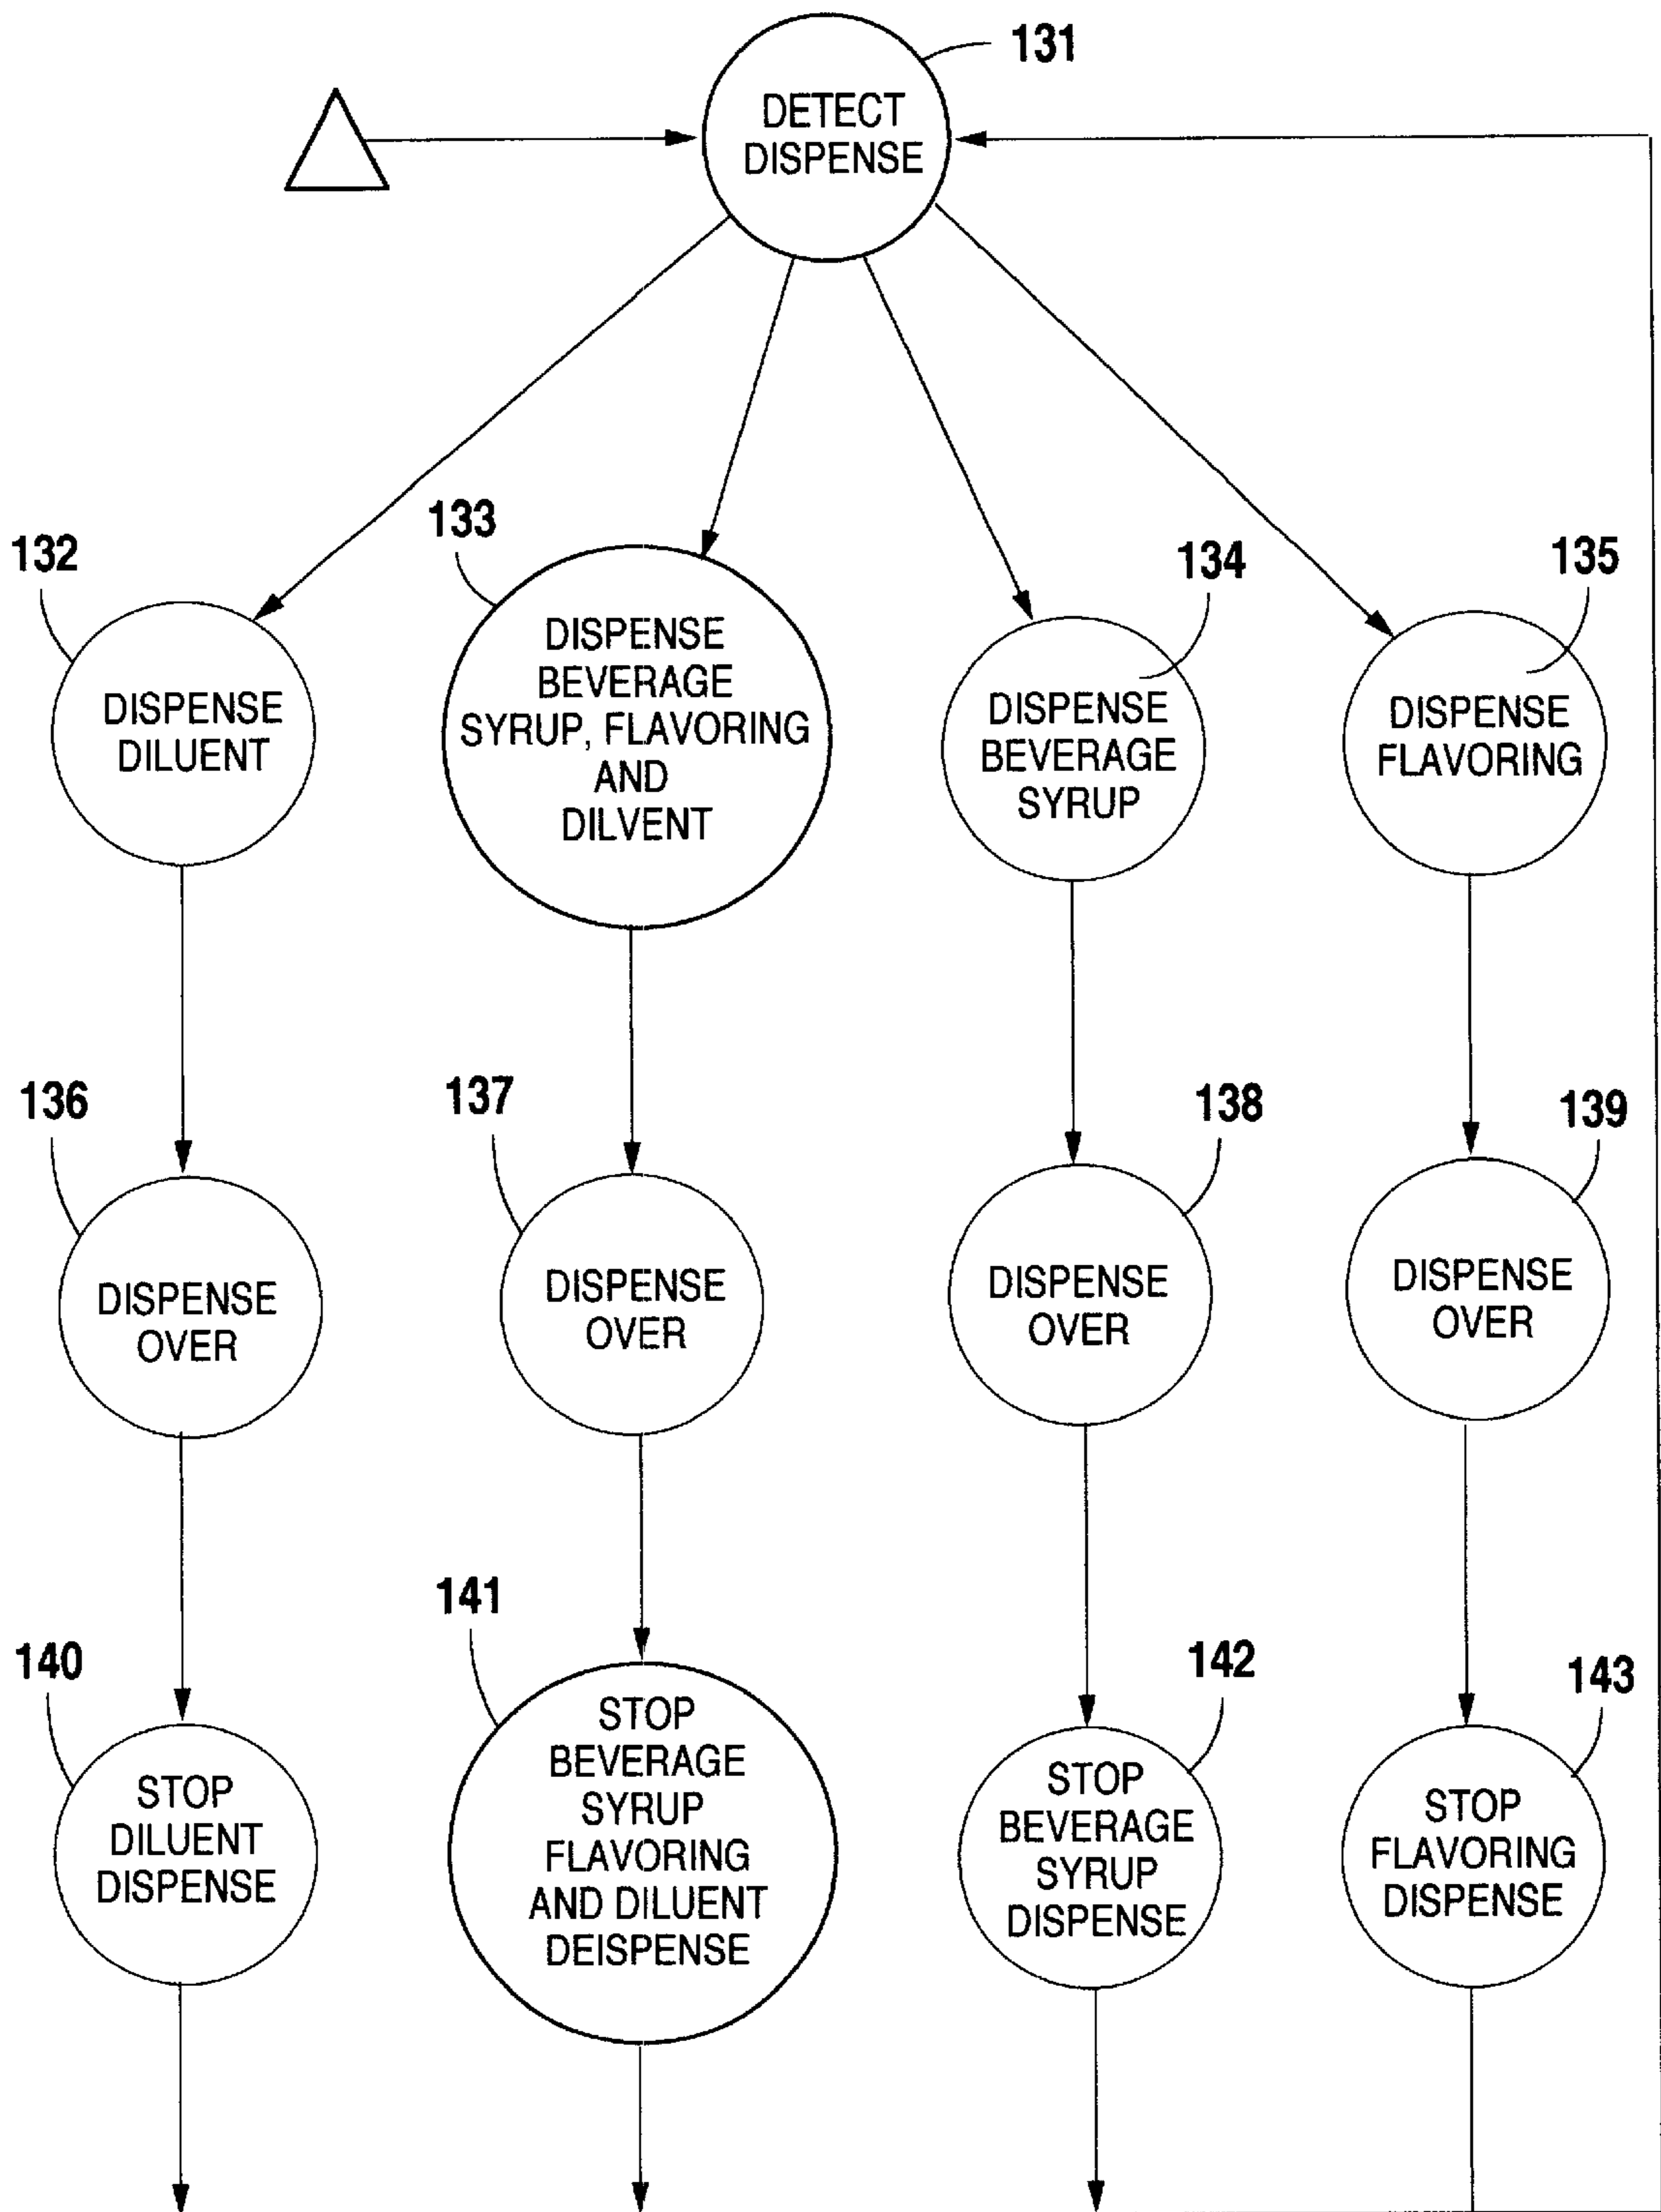 131
DETECT
DISPENSE
132
133
134
135
DISPENSE
DILUENT
DISPENSE
BEVERAGE
SYRUP, FLAVORING
AND
DILVENT
DISPENSE
BEVERAGE
SYRUP
DISPENSE
FLAVORING
136
137
138
139
DISPENSE
OVER
DISPENSE
OVER
DISPENSE
OVER
DISPENSE
OVER
140
141
142
143
STOP
DILUENT
DISPENSE
STOP
BEVERAGE
SYRUP
FLAVORING
AND DILUENT
DEISPENSE
STOP
BEVERAGE
SYRUP
DISPENSE
STOP
FLAVORING
DISPENSE